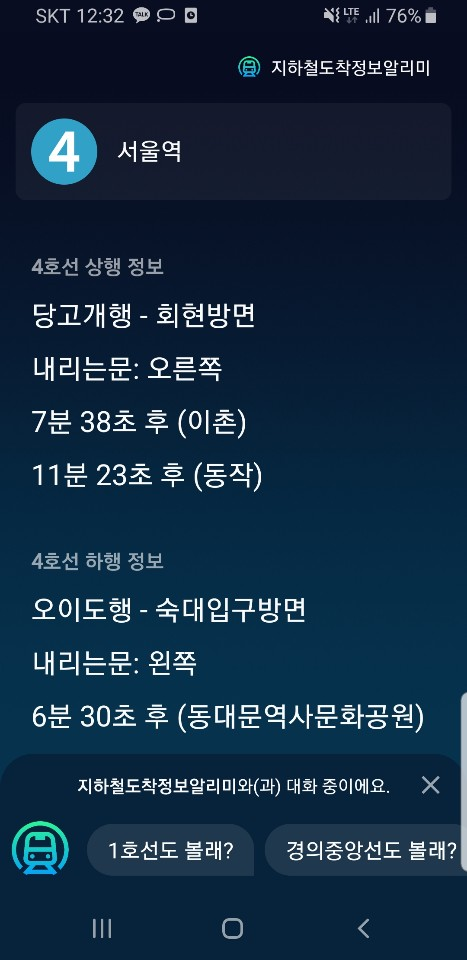 SKT 12:32 TALK LTE 76%
지하철도착정보알리미
4 서울역
4호선 상행 정보
당고개행 - 회현방면
내리는문: 오른쪽
7분 38초 후 (이촌)
11분 23초 후 (동작)
4호선 하행 정보
오이도행 - 숙대입구방면
내리는문: 왼쪽
6분 30초 후 (동대문역사문화공원)
지하철도착정보알리미와(과) 대화 중이에요.
1호선도 볼래? 경의중앙선도 볼래?